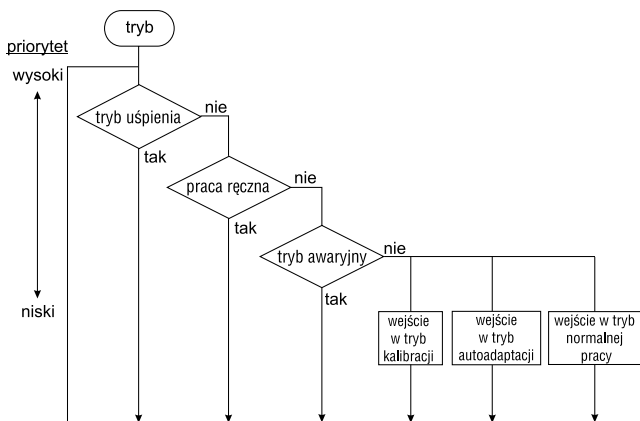 tryb
priorytet
wysoki
tryb uśpienia
nie
tak
praca ręczna
nie
tak
tryb awaryjny
nie
tak
niski
wejście
w tryb
kalibracji
wejście
w tryb
autoadaptacji
wejście w tryb
normalnej
pracy